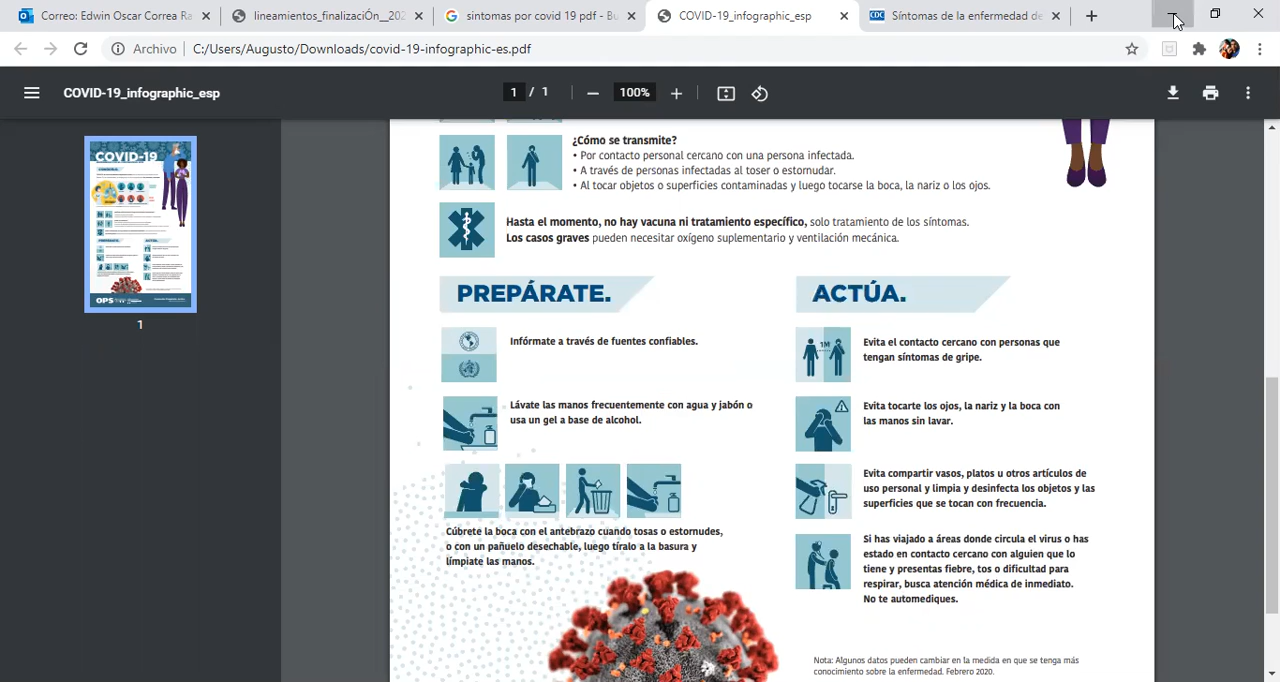 Correo: Edwin Oscar Correa Ra
lineamientos_finalizaciÓn__202
sintomas por covid 19 pdf - Bu
COVID-19_infographic_esp
CDC
Síntomas de la enfermedad de
Archivo
C:/Users/Augusto/Downloads/covid-19-infographic-es.pdf
COVID-19_infographic_esp
1 / 1
100%
COVID-19
OPS
1
¿Cómo se transmite?
• Por contacto personal cercano con una persona infectada.
• A través de personas infectadas al toser o estornudar.
• Al tocar objetos o superficies contaminadas y luego tocarse la boca, la nariz o los ojos.
Hasta el momento, no hay vacuna ni tratamiento específico, solo tratamiento de los síntomas.
Los casos graves pueden necesitar oxígeno suplementario y ventilación mecánica.
PREPÁRATE.
Infórmate a través de fuentes confiables.
Lávate las manos frecuentemente con agua y jabón o
usa un gel a base de alcohol.
Cúbrete la boca con el antebrazo cuando tosas o estornudes,
o con un pañuelo desechable, luego tíralo a la basura y
límpiate las manos.
ACTÚA.
1M
Evita el contacto cercano con personas que
tengan síntomas de gripe.
Evita tocarte los ojos, la nariz y la boca con
las manos sin lavar.
Evita compartir vasos, platos u otros artículos de
uso personal y limpia y desinfecta los objetos y las
superficies que se tocan con frecuencia.
Si has viajado a áreas donde circula el virus o has
estado en contacto cercano con alguien que lo
tiene y presentas fiebre, tos o dificultad para
respirar, busca atención médica de inmediato.
No te automediques.
Nota: Algunos datos pueden cambiar en la medida en que se tenga más
conocimiento sobre la enfermedad. Febrero 2020.